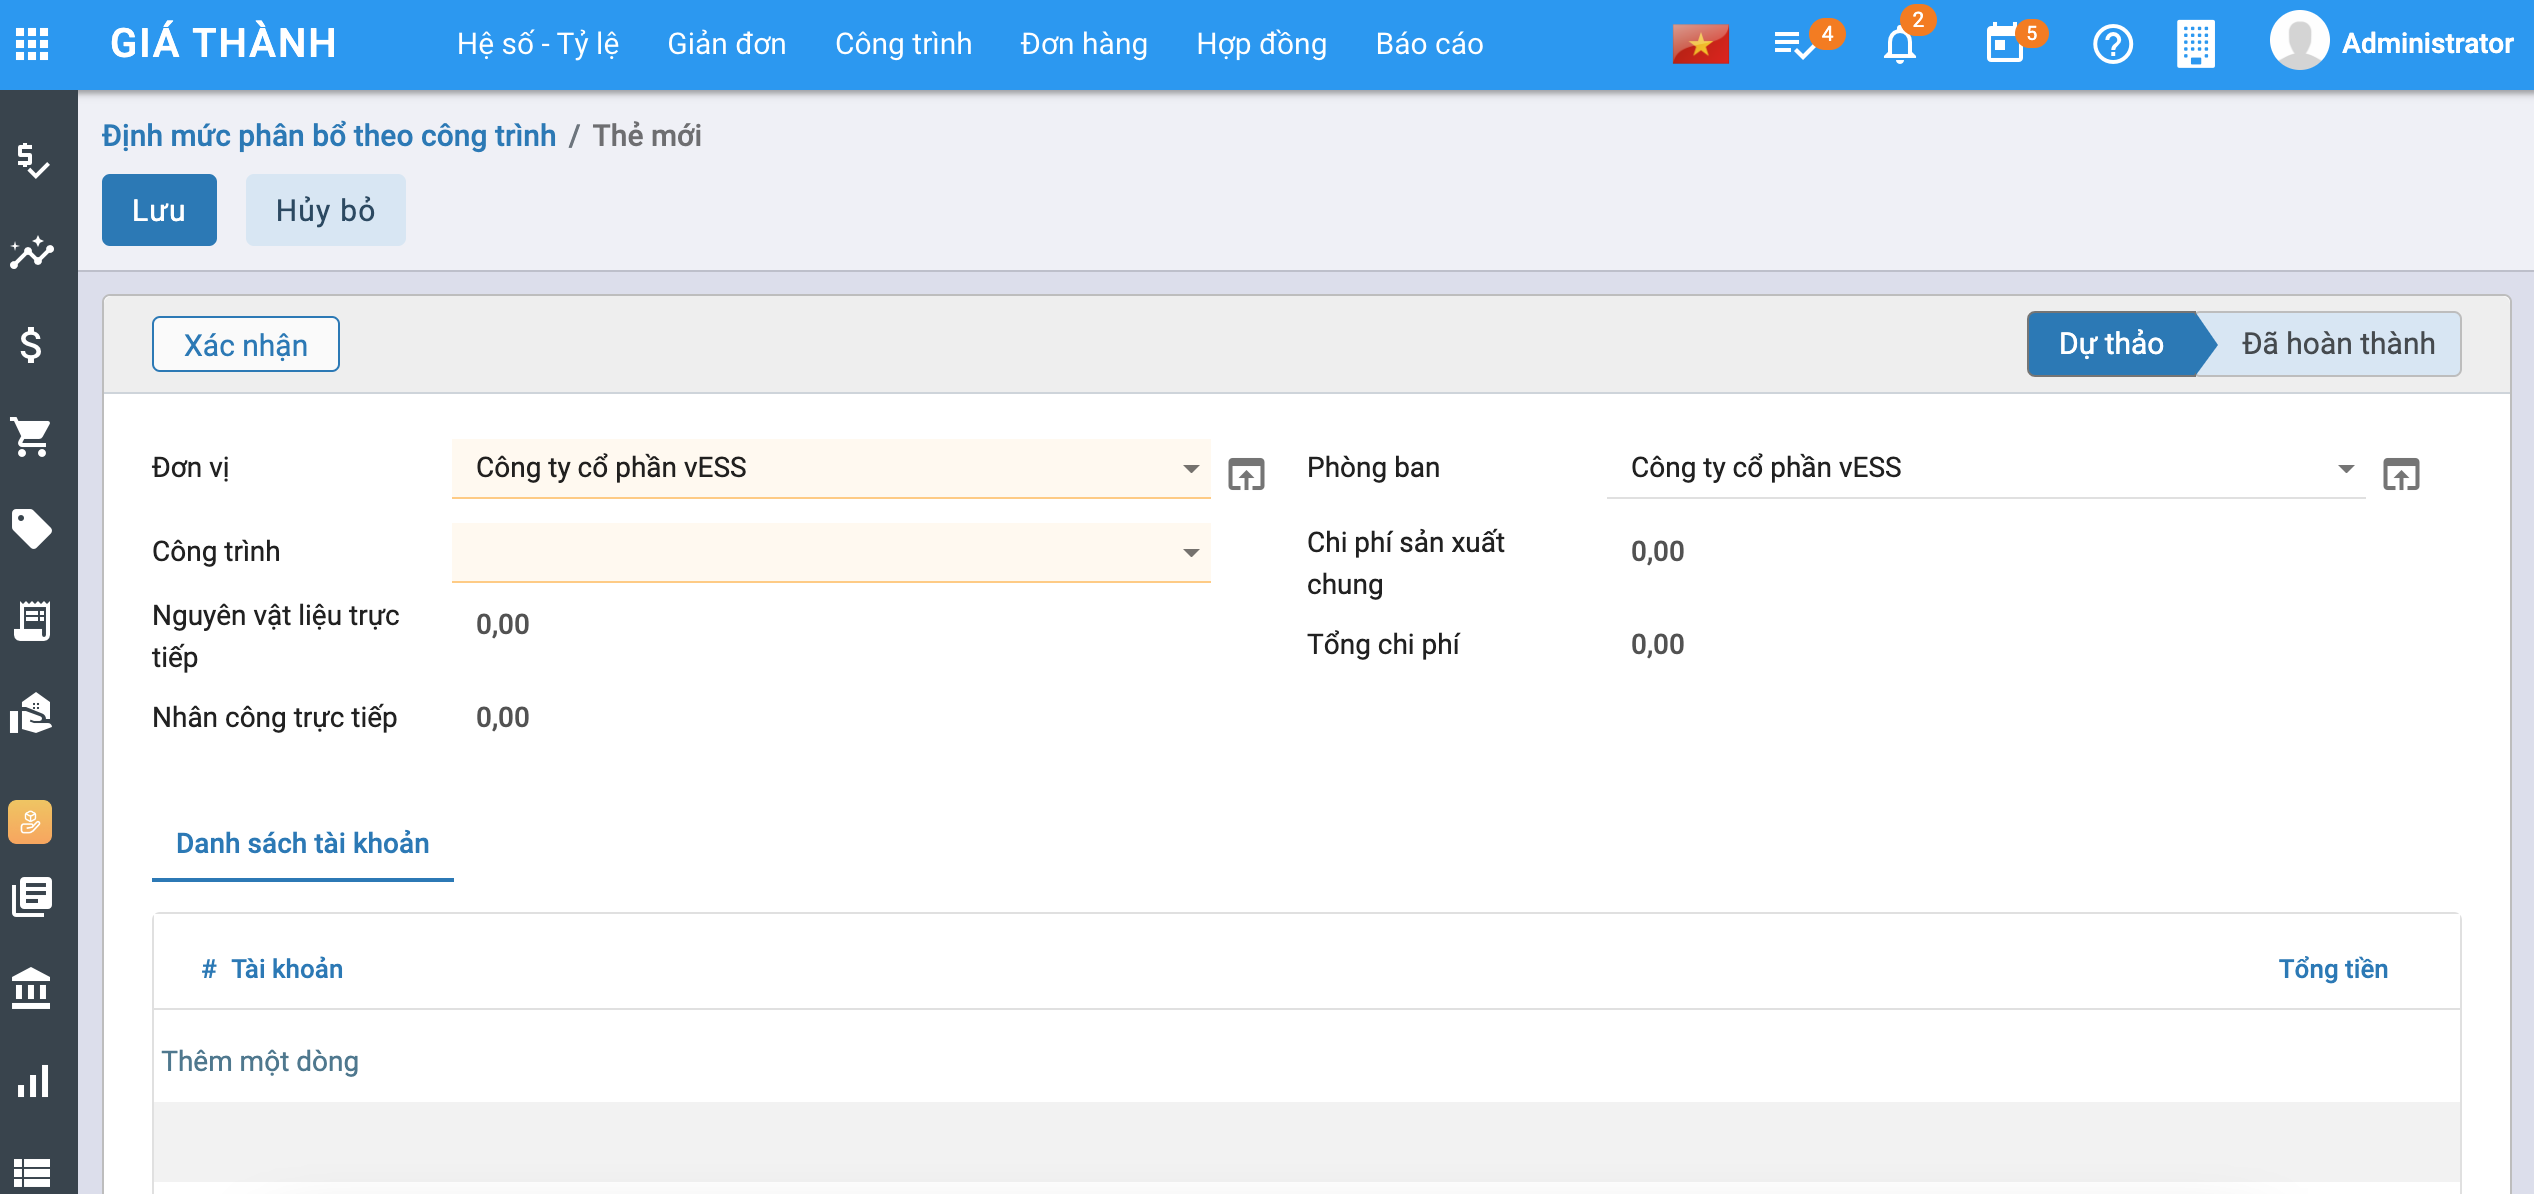 GIÁ THÀNH Hệ số - Tỷ lệ Giản đơn Công trình Đơn hàng Hợp đồng Báo cáo 4 2 5 Administrator
Định mức phân bổ theo công trình / Thẻ mới
Lưu Hủy bỏ
Xác nhận Dự thảo Đã hoàn thành
Đơn vị Công ty cổ phần vESS Phòng ban Công ty cổ phần vESS
Công trình Chi phí sản xuất chung 0,00
Nguyên vật liệu trực tiếp 0,00 Tổng chi phí 0,00
Nhân công trực tiếp 0,00
Danh sách tài khoản
# Tài khoản Tổng tiền
Thêm một dòng